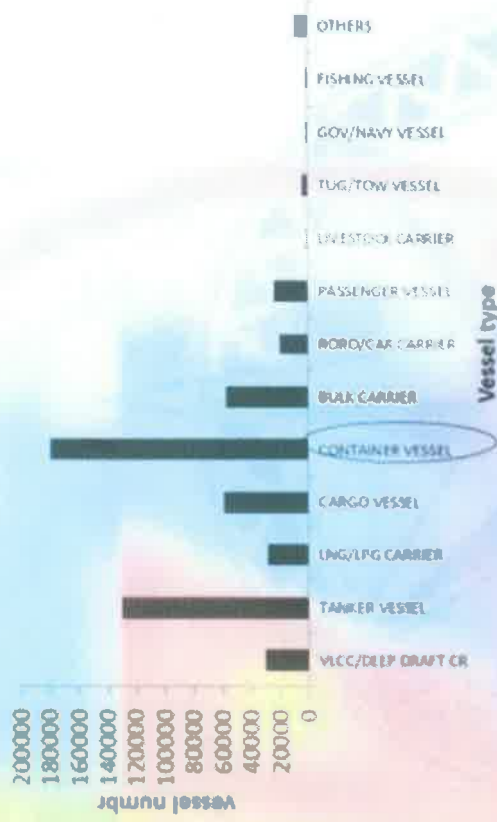 OTHERS
FISHING VESSEL
GOV/NAVY VESSEL
TUG/TOW VESSEL
LIVESTOCK CARRIER
PASSENGER VESSEL
RORO/CAR CARRIER
BULK CARRIER
CONTAINER VESSEL
CARGO VESSEL
LNG/LPG CARRIER
TANKER VESSEL
VLCC/DEEP DRAFT CR
Vessel type
200000
180000
160000
140000
120000
100000
80000
60000
40000
20000
0
vessel numbr